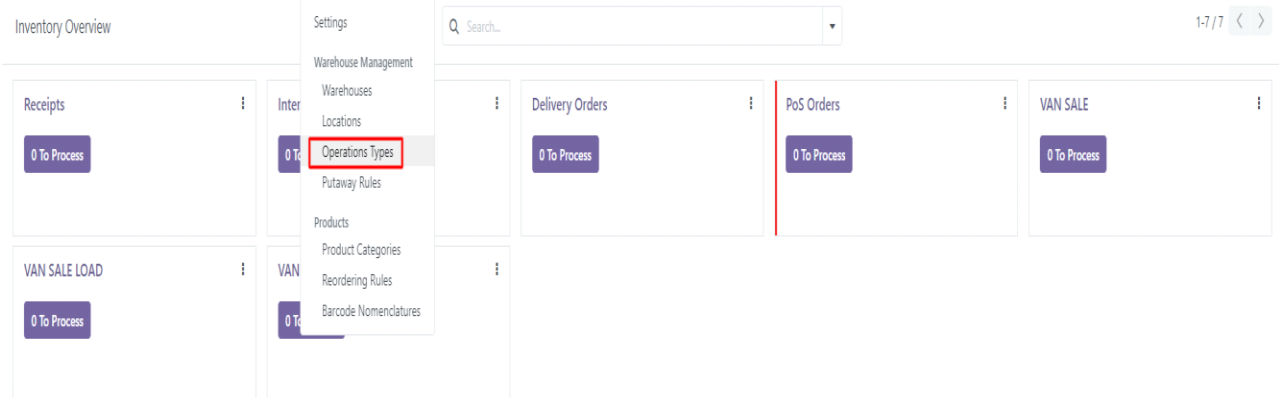 Inventory Overview
Settings
Search...
1-7 / 7
Warehouse Management
Warehouses
Locations
Operations Types
Putaway Rules
Products
Product Categories
Reordering Rules
Barcode Nomenclatures
Receipts
0 To Process
Inter
0 To
Delivery Orders
0 To Process
PoS Orders
0 To Process
VAN SALE
0 To Process
VAN SALE LOAD
0 To Process
VAN
0 To